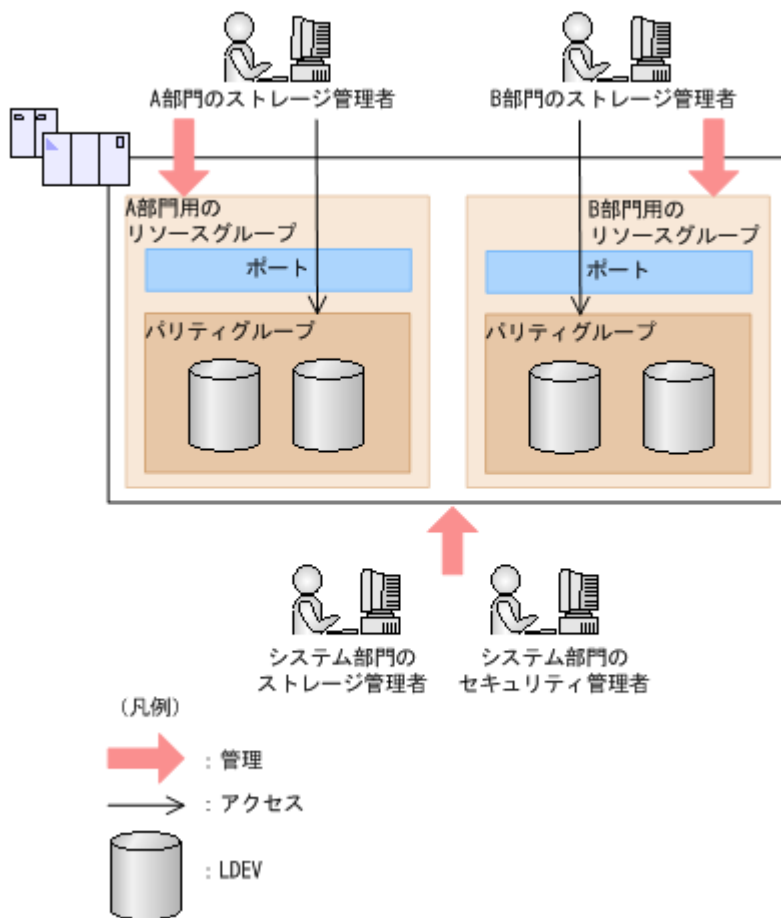 A部門のストレージ管理者
B部門のストレージ管理者
A部門用の
リソースグループ
ポート
パリティグループ
B部門用の
リソースグループ
ポート
パリティグループ
システム部門の
ストレージ管理者
システム部門の
セキュリティ管理者
(凡例)
:管理
:アクセス
:LDEV